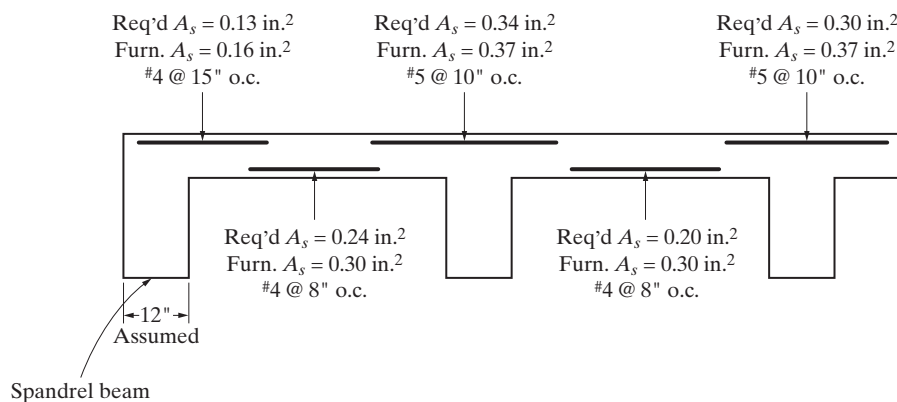 Req'd Aₛ = 0.13 in.²
Furn. Aₛ = 0.16 in.²
#4 @ 15" o.c.
Req'd Aₛ = 0.34 in.²
Furn. Aₛ = 0.37 in.²
#5 @ 10" o.c.
Req'd Aₛ = 0.30 in.²
Furn. Aₛ = 0.37 in.²
#5 @ 10" o.c.
Req'd Aₛ = 0.24 in.²
Furn. Aₛ = 0.30 in.²
#4 @ 8" o.c.
Req'd Aₛ = 0.20 in.²
Furn. Aₛ = 0.30 in.²
#4 @ 8" o.c.
12"
Assumed
Spandrel beam